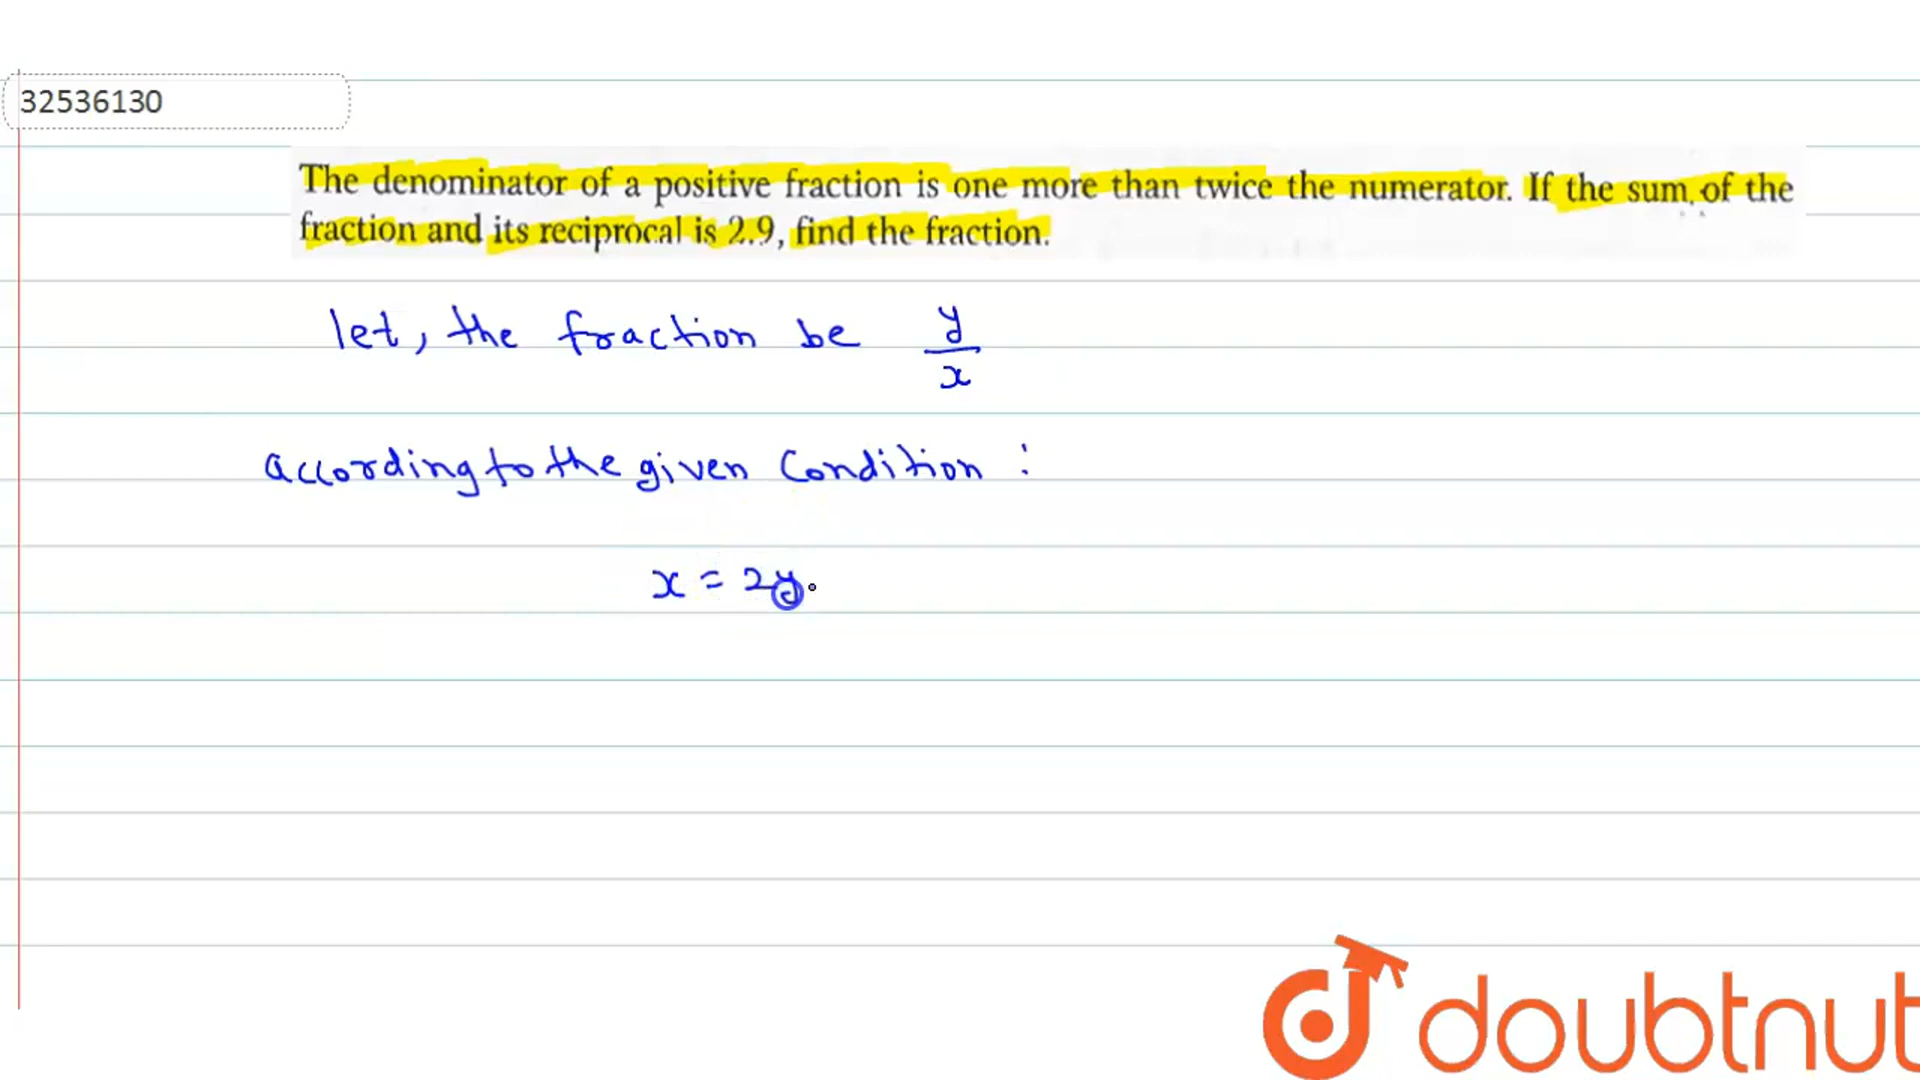 32536130
The denominator of a positive fraction is one more than twice the numerator. If the sum of the
fraction and its reciprocal is 2.9, find the fraction.
let, the fraction be y/x
according to the given Condition :
x = 2y
doubtnut